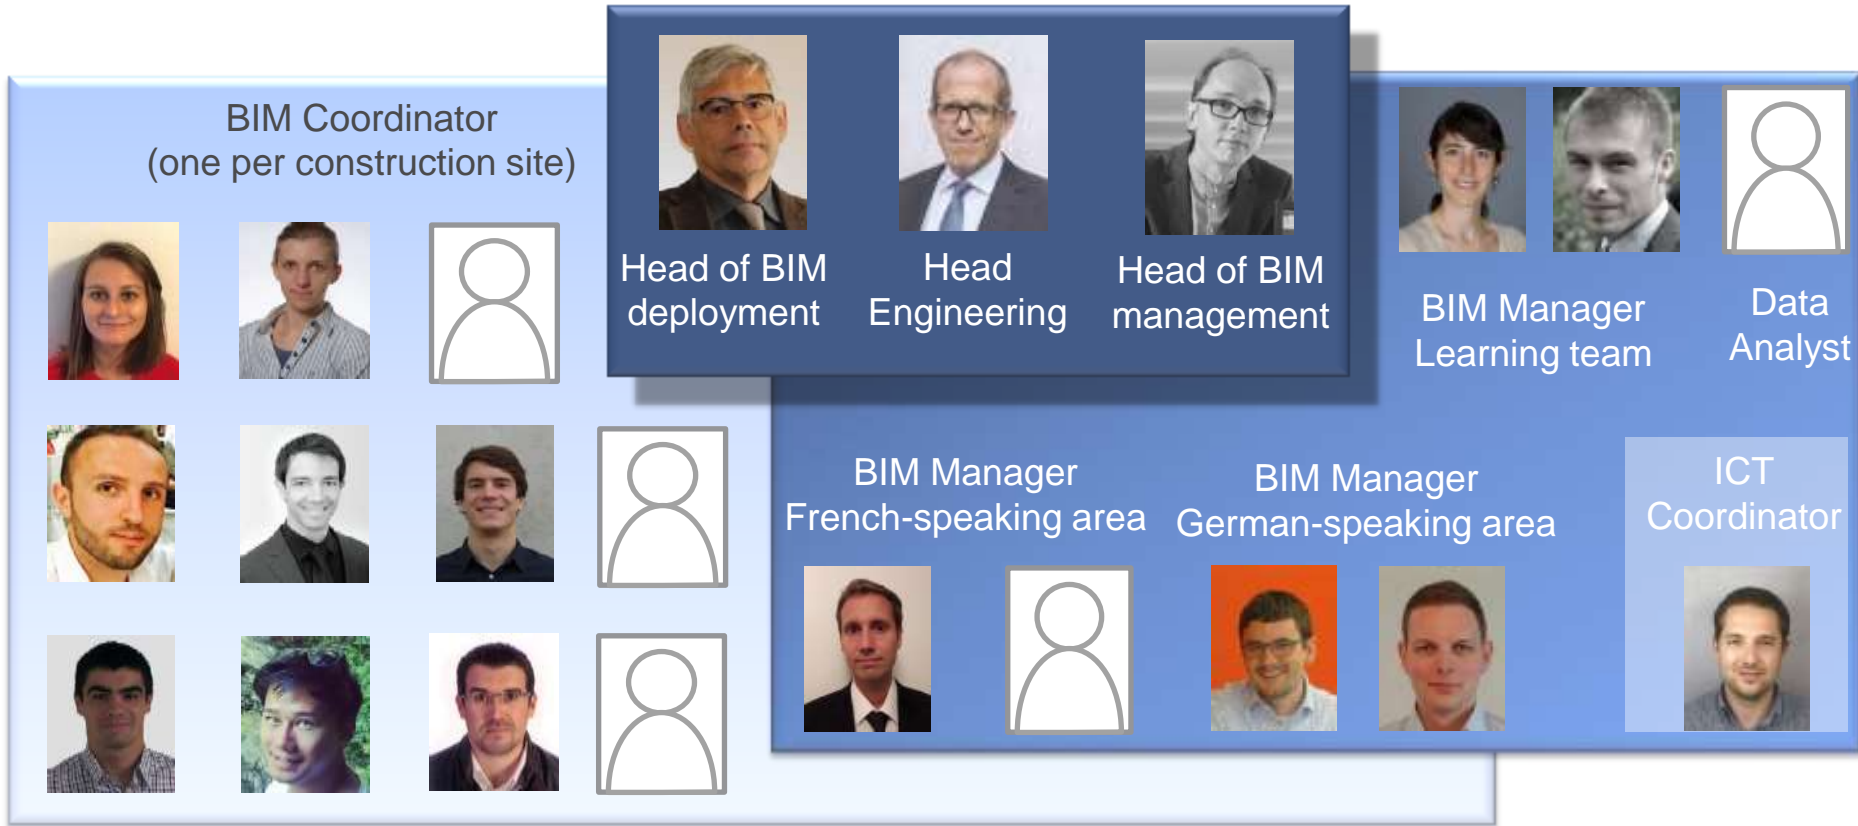 BIM Coordinator
(one per construction site)
Head of BIM
deployment
Head
Engineering
Head of BIM
management
BIM Manager
Learning team
Data
Analyst
BIM Manager
French-speaking area
BIM Manager
German-speaking area
ICT
Coordinator